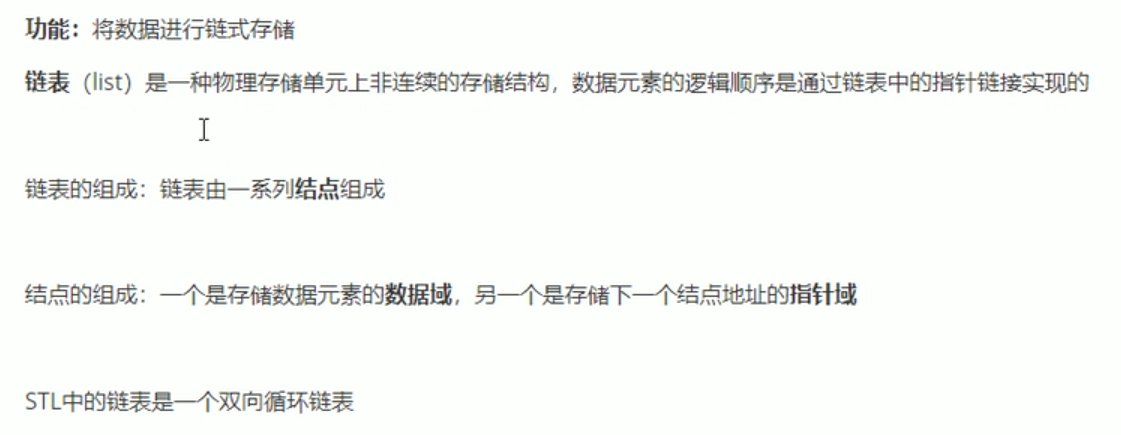 功能：将数据进行链式存储
链表（list）是一种物理存储单元上非连续的存储结构，数据元素的逻辑顺序是通过链表中的指针链接实现的
链表的组成：链表由一系列结点组成
结点的组成：一个是存储数据元素的数据域，另一个是存储下一个结点地址的指针域
STL中的链表是一个双向循环链表